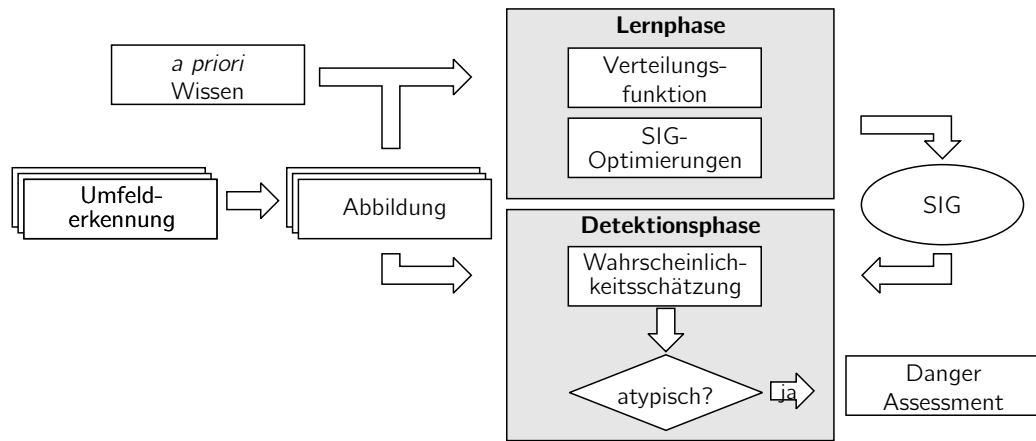 Lernphase
a priori
Wissen
Verteilungs-
funktion
SIG-
Optimierungen
Umfeld-
erkennung
Abbildung
SIG
Detektionsphase
Wahrscheinlich-
keitsschätzung
atypisch?
ja
Danger
Assessment